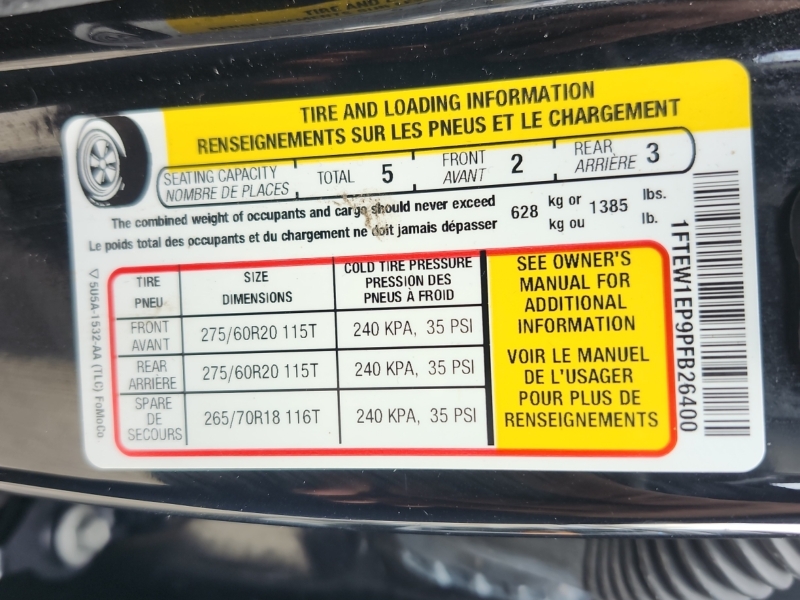 TIRE AND LOADING INFORMATION
RENSEIGNEMENTS SUR LES PNEUS ET LE CHARGEMENT
SEATING CAPACITY
NOMBRE DE PLACES
TOTAL 5
FRONT
AVANT
2
REAR
ARRIÈRE
3
The combined weight of occupants and cargo should never exceed
Le poids total des occupants et du chargement ne doit jamais dépasser
628
kg or
kg ou
1385
lbs.
lb.
TIRE
PNEU
SIZE
DIMENSIONS
COLD TIRE PRESSURE
PRESSION DES
PNEUS À FROID
FRONT
AVANT
275/60R20 115T
240 KPA, 35 PSI
REAR
ARRIÈRE
275/60R20 115T
240 KPA, 35 PSI
SPARE
DE
SECOURS
265/70R18 116T
240 KPA, 35 PSI
SEE OWNER'S
MANUAL FOR
ADDITIONAL
INFORMATION
VOIR LE MANUEL
DE L'USAGER
POUR PLUS DE
RENSEIGNEMENTS
5U5A-1532-AA (TLC) FoMoCo
1FTEW1EP9PFB26400